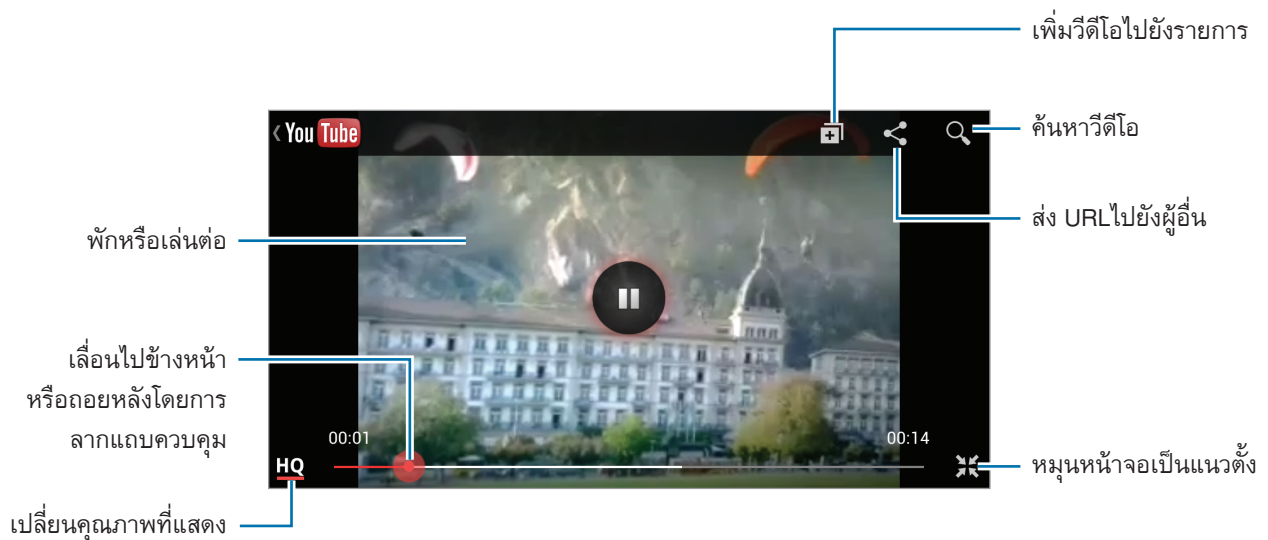 เพิ่มวีดีโอไปยังรายการ
You Tube
ค้นหาวีดีโอ
ส่ง URLไปยังผู้อื่น
พักหรือเล่นต่อ
เลื่อนไปข้างหน้า
หรือถอยหลังโดยการ
ลากแถบควบคุม
00:01
00:14
HQ
หมุนหน้าจอเป็นแนวตั้ง
เปลี่ยนคุณภาพที่แสดง